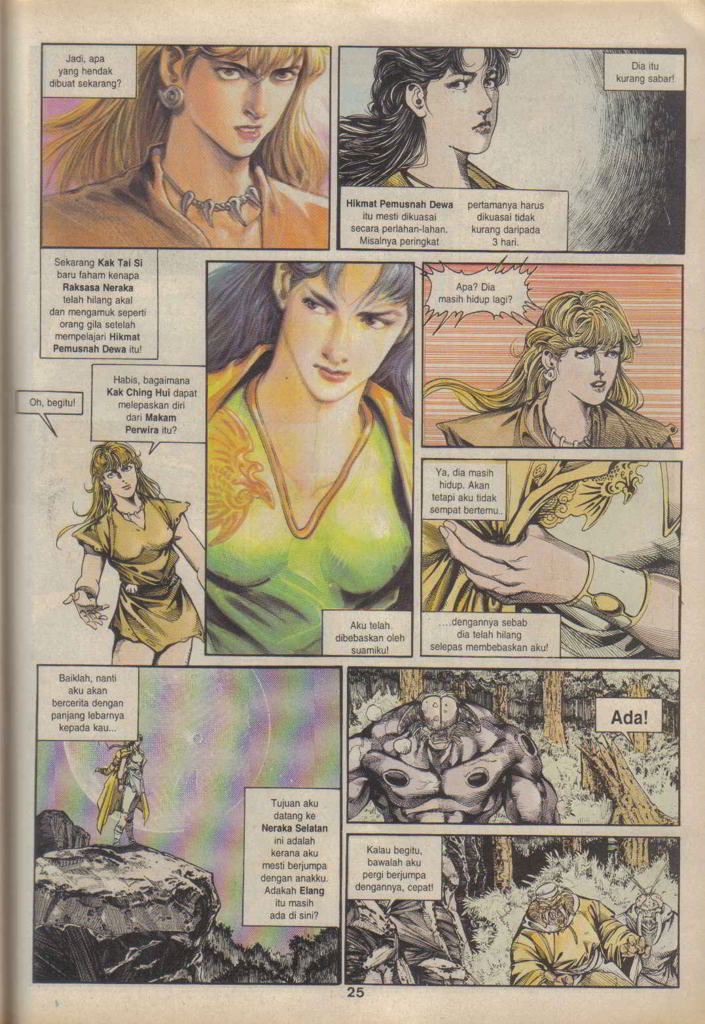 Jadi, apa
yang hendak
dibuat sekarang?
Dia itu
kurang sabar!
Hikmat Pemusnah Dewa
itu mesti dikuasai
secara perlahan-lahan.
Misalnya peringkat
pertamanya harus
dikuasai tidak
kurang daripada
3 hari.
Sekarang Kak Tai Si
baru faham kenapa
Raksasa Neraka
telah hilang akal
dan mengamuk seperti
orang gila setelah
mempelajari Hikmat
Pemusnah Dewa itu!
Oh, begitu!
Habis, bagaimana
Kak Ching Hui dapat
melepaskan diri
dari Makam
Perwira itu?
Aku telah
dibebaskan oleh
suamiku!
Apa? Dia
masih hidup lagi?
Ya, dia masih
hidup. Akan
tetapi aku tidak
sempat bertemu..
....dengannya sebab
dia telah hilang
selepas membebaskan aku!
Baiklah, nanti
aku akan
bercerita dengan
panjang lebarnya
kepada kau...
Tujuan aku
datang ke
Neraka Selatan
ini adalah
kerana aku
mesti berjumpa
dengan anakku.
Adakah Elang
itu masih
ada di sini?
Ada!
Kalau begitu,
bawalah aku
pergi berjumpa
dengannya, cepat!
25